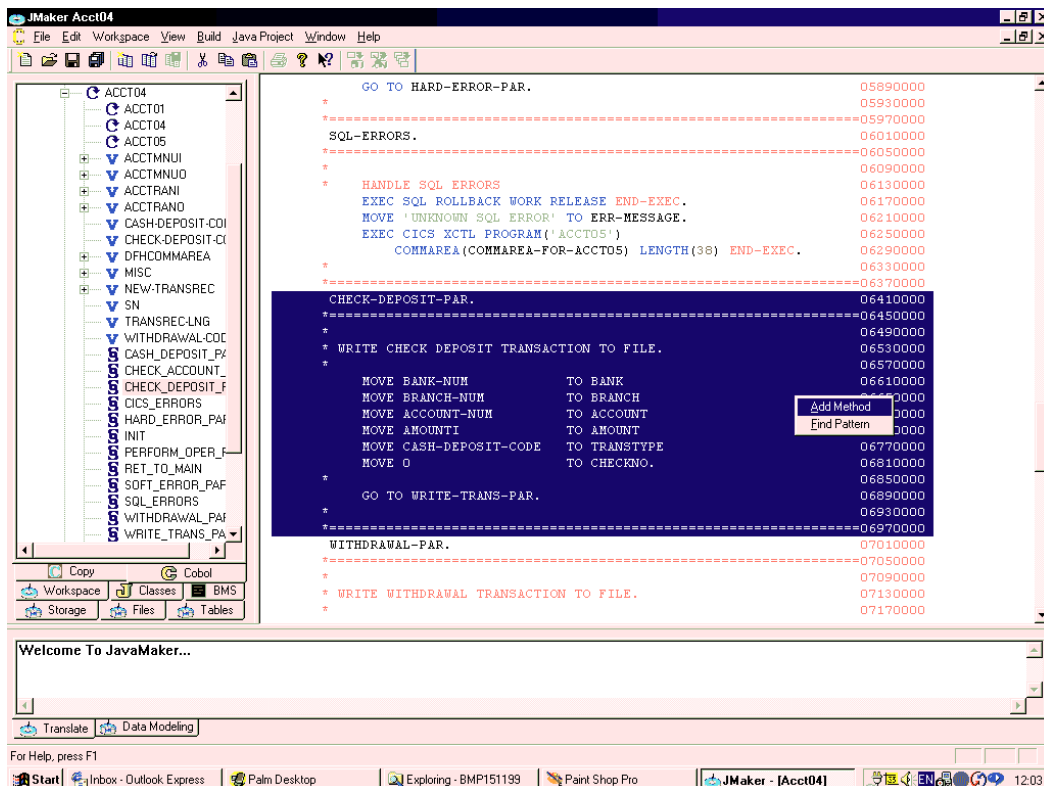 JMaker Acct04
File Edit Workspace View Build Java Project Window Help
ACCT04
ACCT01
ACCT04
ACCT05
ACCTMNUI
ACCTMNUO
ACCTRANI
ACCTRANO
CASH-DEPOSIT-COI
CHECK-DEPOSIT-C(
DFHCOMMAREA
MISC
NEW-TRANSREC
SN
TRANSREC-LNG
WITHDRAWAL-COD
CASH_DEPOSIT_PA
CHECK_ACCOUNT_
CHECK_DEPOSIT_F
CICS_ERRORS
HARD_ERROR_PAF
INIT
PERFORM_OPER_F
RET_TO_MAIN
SOFT_ERROR_PAF
SQL_ERRORS
WITHDRAWAL_PAF
WRITE_TRANS_PA
Copy Cobol
Workspace Classes BMS
Storage Files Tables
GO TO HARD-ERROR-PAR. 05890000
* 05930000
*=================================================================05970000
SQL-ERRORS. 06010000
*=================================================================06050000
* 06090000
* HANDLE SQL ERRORS 06130000
EXEC SQL ROLLBACK WORK RELEASE END-EXEC. 06170000
MOVE 'UNKNOWN SQL ERROR' TO ERR-MESSAGE. 06210000
EXEC CICS XCTL PROGRAM('ACCT05') 06250000
COMMAREA(COMMAREA-FOR-ACCT05) LENGTH(38) END-EXEC. 06290000
* 06330000
*=================================================================06370000
CHECK-DEPOSIT-PAR. 06410000
*=================================================================06450000
* 06490000
* WRITE CHECK DEPOSIT TRANSACTION TO FILE. 06530000
* 06570000
MOVE BANK-NUM TO BANK 06610000
MOVE BRANCH-NUM TO BRANCH
MOVE ACCOUNT-NUM TO ACCOUNT
MOVE AMOUNTI TO AMOUNT
MOVE CASH-DEPOSIT-CODE TO TRANSTYPE 06770000
MOVE 0 TO CHECKNO. 06810000
* 06850000
GO TO WRITE-TRANS-PAR. 06890000
* 06930000
*=================================================================06970000
WITHDRAWAL-PAR. 07010000
*=================================================================07050000
* 07090000
* WRITE WITHDRAWAL TRANSACTION TO FILE. 07130000
* 07170000
Add Method
Find Pattern
Welcome To JavaMaker...
Translate Data Modeling
For Help, press F1
Start Inbox - Outlook Express Palm Desktop Exploring - BMP151199 Paint Shop Pro JMaker - [Acct04] EN 12:03